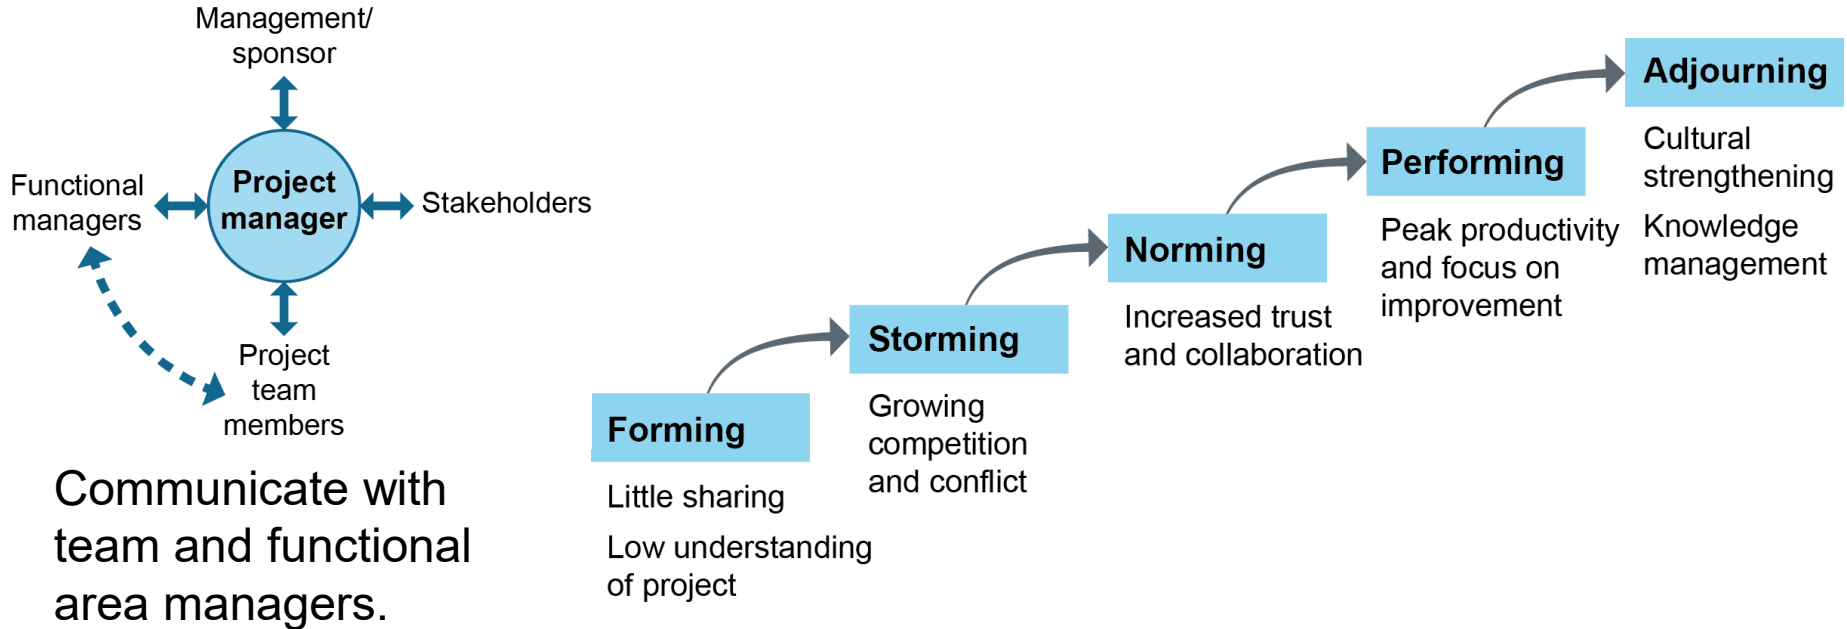 Management/
sponsor
Functional
managers
Project
manager
Stakeholders
Project
team
members
Communicate with
team and functional
area managers.
Forming
Little sharing
Low understanding
of project
Storming
Growing
competition
and conflict
Norming
Increased trust
and collaboration
Performing
Peak productivity
and focus on
improvement
Adjourning
Cultural
strengthening
Knowledge
management